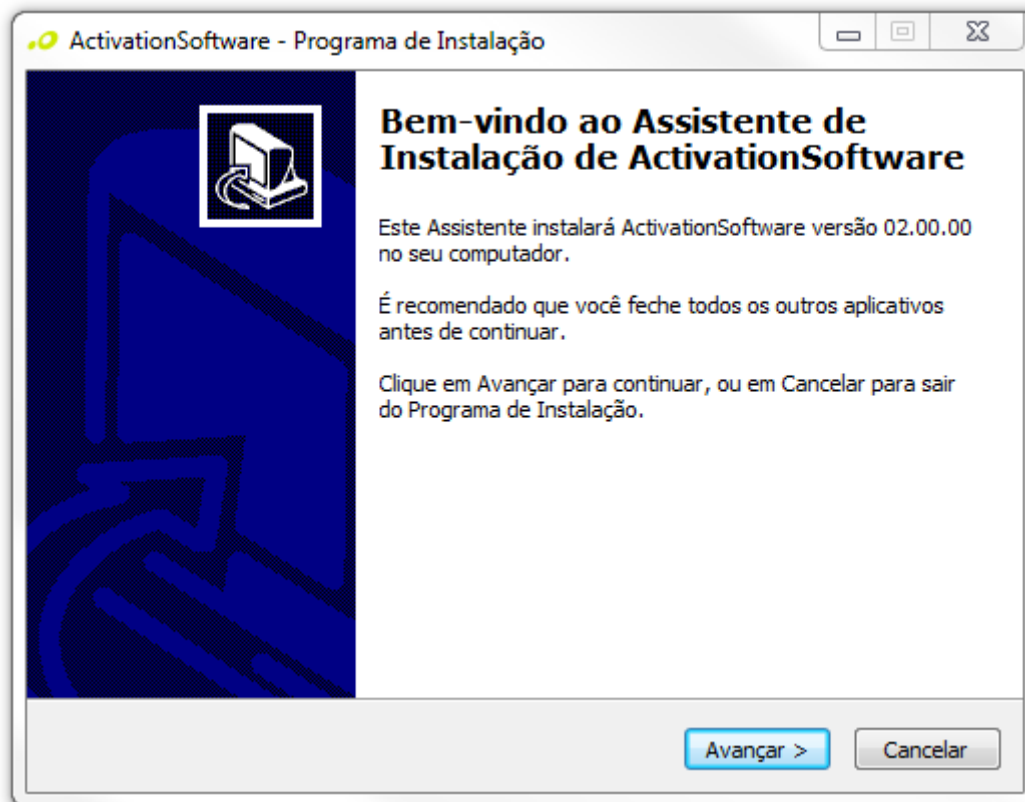 ActivationSoftware - Programa de Instalação
Bem-vindo ao Assistente de
Instalação de ActivationSoftware
Este Assistente instalará ActivationSoftware versão 02.00.00
no seu computador.
É recomendado que você feche todos os outros aplicativos
antes de continuar.
Clique em Avançar para continuar, ou em Cancelar para sair
do Programa de Instalação.
Avançar >
Cancelar